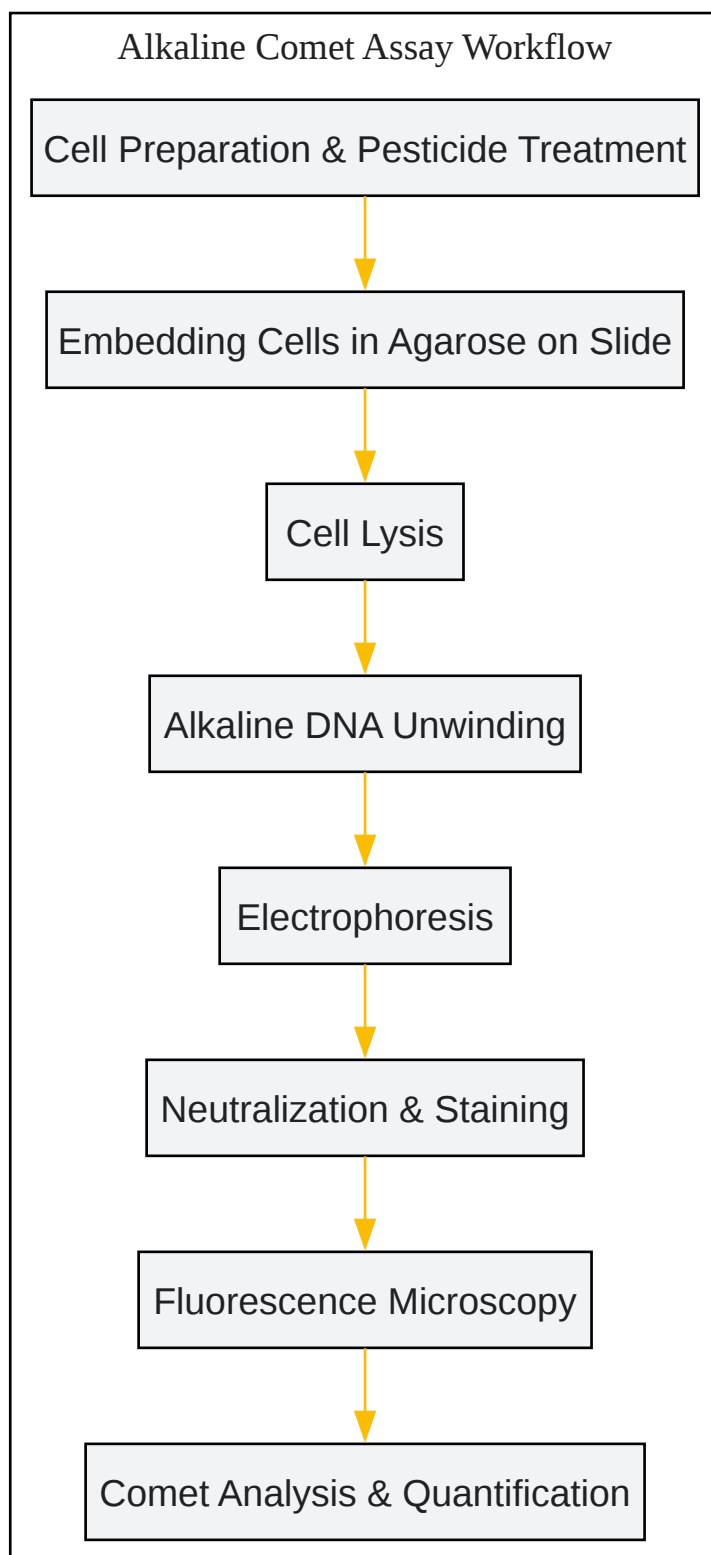 Alkaline Comet Assay Workflow
Cell Preparation & Pesticide Treatment
Embedding Cells in Agarose on Slide
Cell Lysis
Alkaline DNA Unwinding
Electrophoresis
Neutralization & Staining
Fluorescence Microscopy
Comet Analysis & Quantification